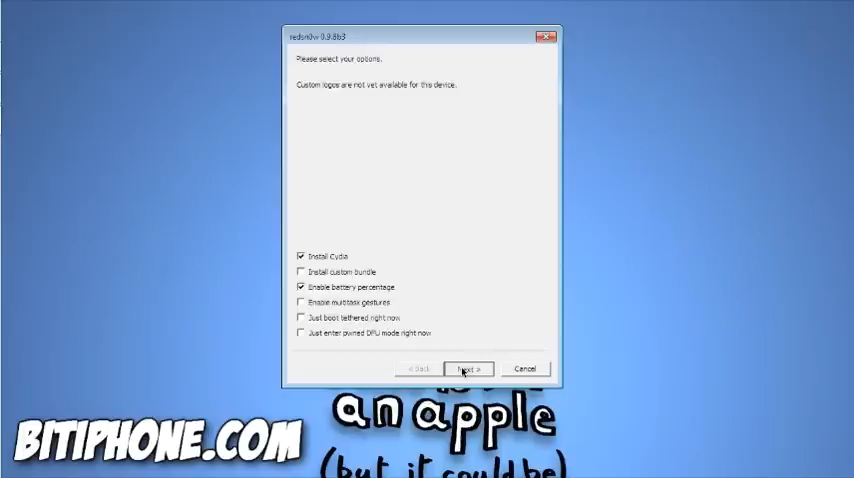 redsn0w 0.9.8b3
Please select your options.
Custom logos are not yet available for this device.
Install Cydia
Install custom bundle
Enable battery percentage
Enable multitask gestures
Just boot tethered right now
Just enter pwned DFU mode right now
< Back
Next >
Cancel
an apple
(but it could be)
BITIPHONE.COM